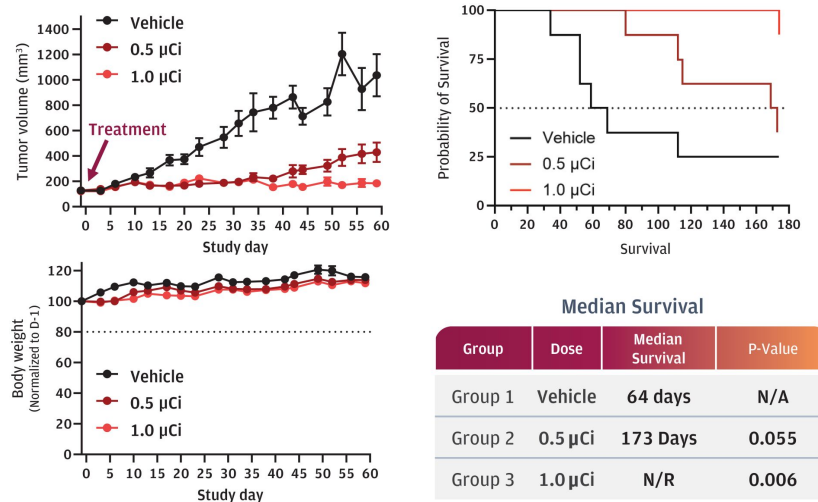 Vehicle
0.5 µCi
1.0 µCi
Treatment
Tumor volume (mm³)
1400
1200
1000
800
600
400
200
0
0 5 10 15 20 25 30 35 40 45 50 55 60
Study day
100
75
50
25
0
Probability of Survival
Vehicle
0.5 µCi
1.0 µCi
0 20 40 60 80 100 120 140 160 180
Survival
Body weight
(Normalized to D-1)
120
100
80
60
40
20
0
Vehicle
0.5 µCi
1.0 µCi
0 5 10 15 20 25 30 35 40 45 50 55 60
Study day
Median Survival
Group Dose Median Survival P-Value
Group 1 Vehicle 64 days N/A
Group 2 0.5 µCi 173 Days 0.055
Group 3 1.0 µCi N/R 0.006